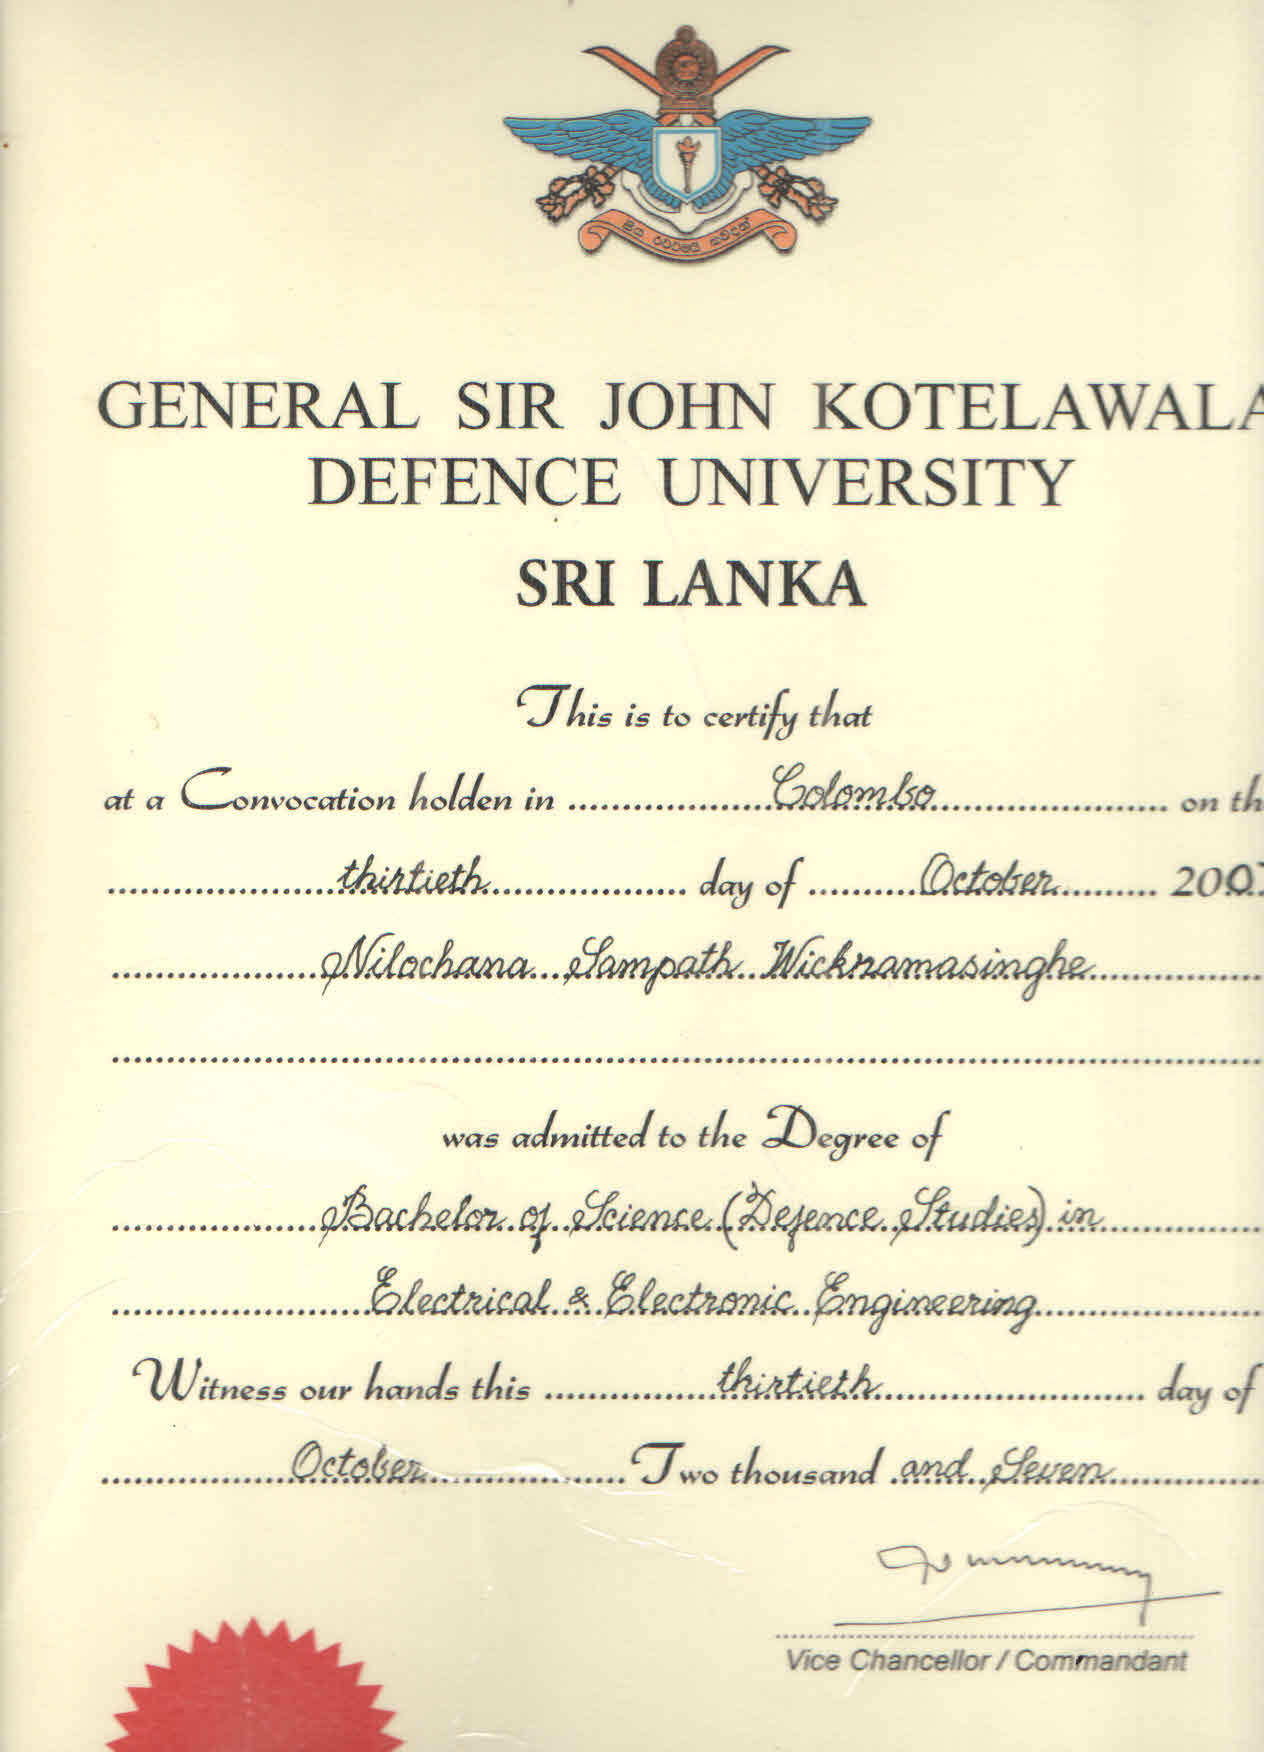 GENERAL SIR JOHN KOTELAWALA
DEFENCE UNIVERSITY
SRI LANKA
This is to certify that
at a Convocation holden in Colombo on th
thirtieth day of October 2007
Nilochana Sampath Wickramasinghe
was admitted to the Degree of
Bachelor of Science (Defence Studies) in
Electrical & Electronic Engineering
Witness our hands this thirtieth day of
October Two thousand and Seven
Vice Chancellor / Commandant